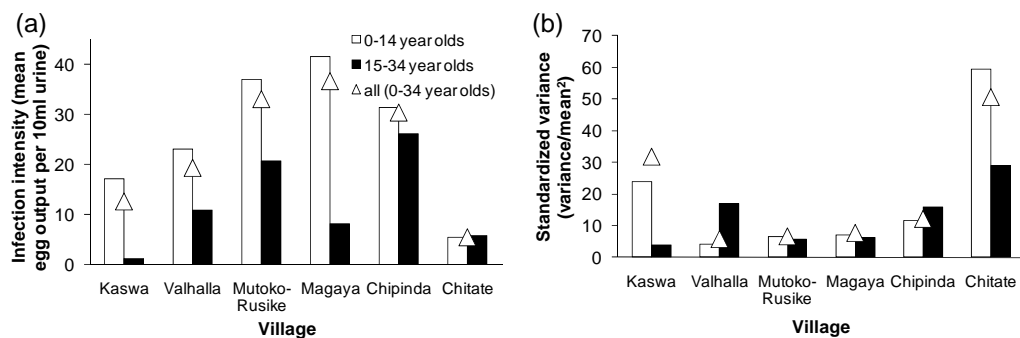 (a)
Infection intensity (mean
egg output per 10ml urine)
40
30
20
10
0
0-14 year olds
15-34 year olds
all (0-34 year olds)
Kaswa Valhalla Mutoko- Magaya Chipinda Chitate
Rusike
Village
(b)
Standardized variance
(variance/mean²)
70
60
50
40
30
20
10
0
Kaswa Valhalla Mutoko- Magaya Chipinda Chitate
Rusike
Village